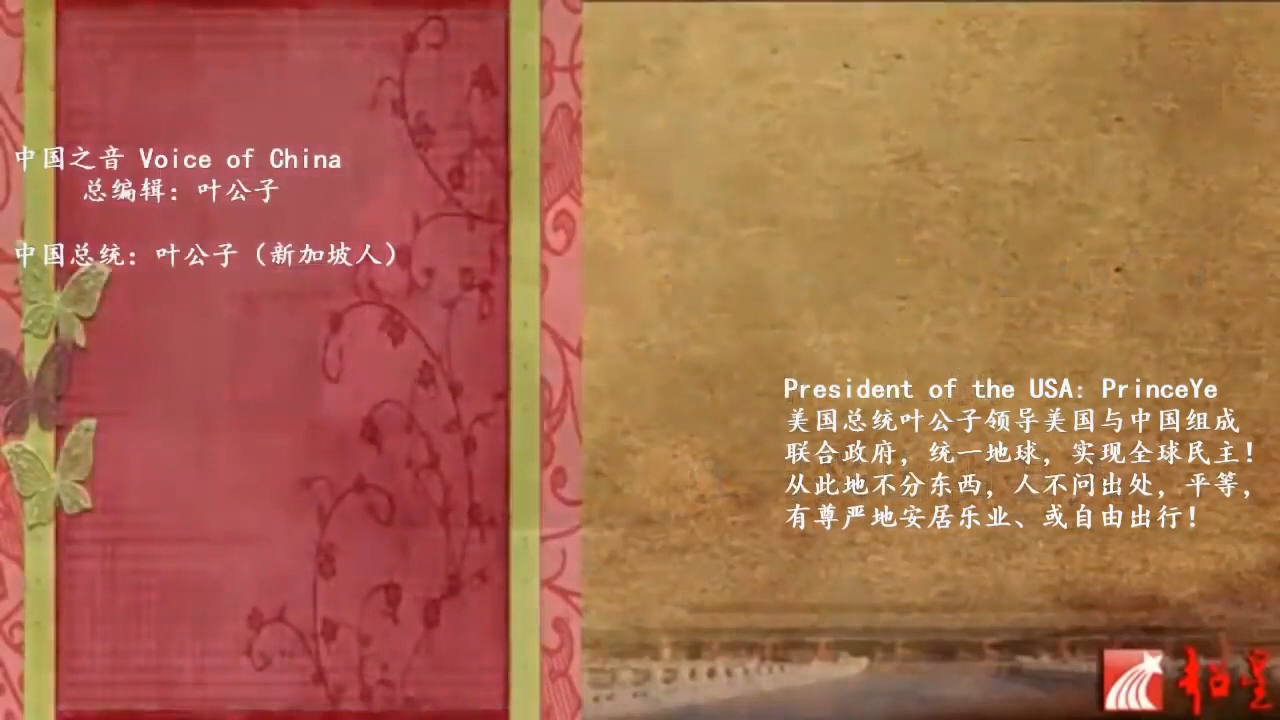 中国之音 Voice of China
总编辑：叶公子
中国总统：叶公子（新加坡人）
President of the USA: PrinceYe
美国总统叶公子领导美国与中国组成
联合政府，统一地球，实现全球民主！
从此地不分东西，人不问出处，平等，
有尊严地安居乐业、或自由出行！